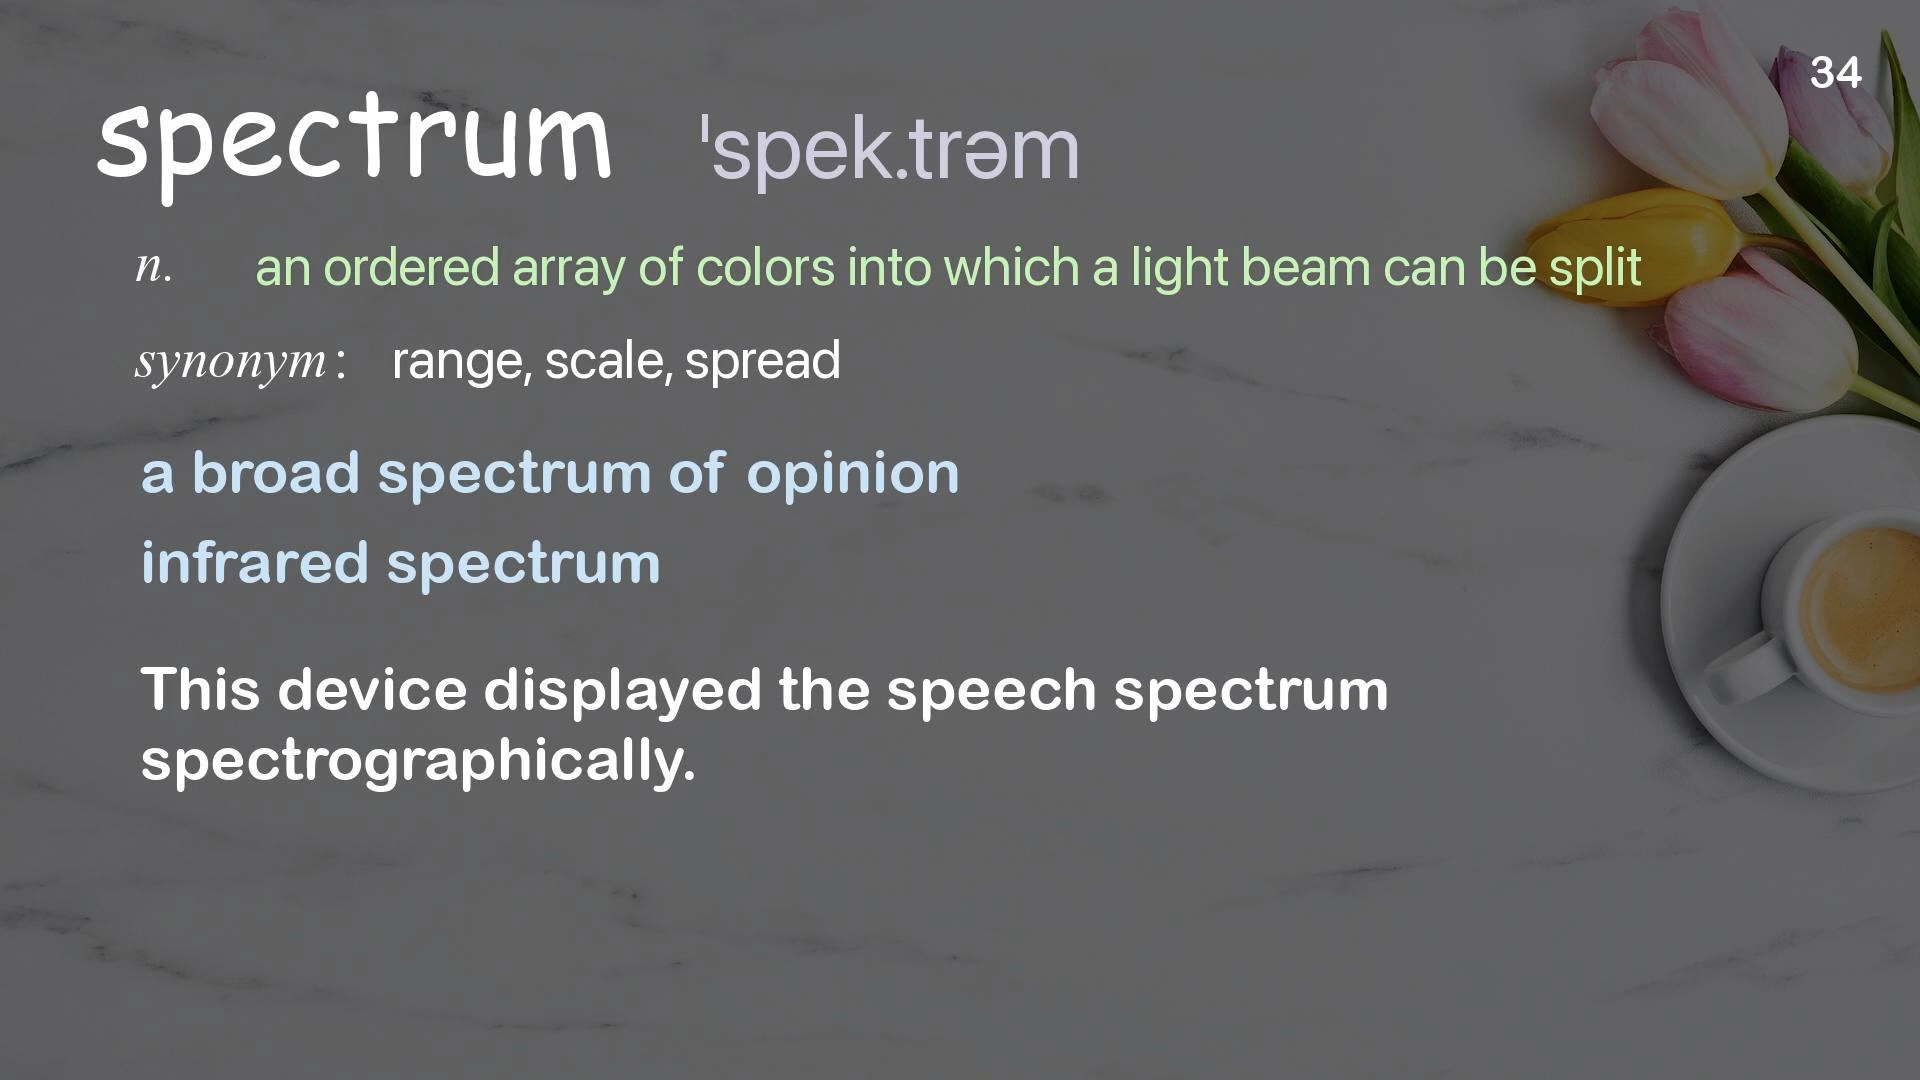 34
spectrum ˈspek.trəm
n. an ordered array of colors into which a light beam can be split
synonym: range, scale, spread
a broad spectrum of opinion
infrared spectrum
This device displayed the speech spectrum
spectrographically.